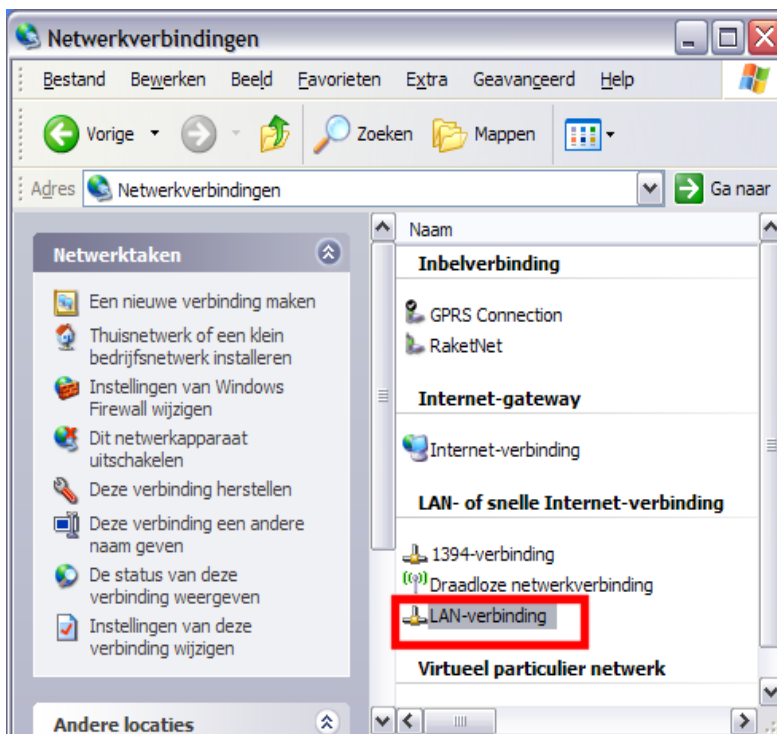 Netwerkverbindingen
Bestand Bewerken Beeld Favorieten Extra Geavanceerd Help
Vorige Zoeken Mappen
Adres Netwerkverbindingen Ga naar
Netwerktaken
Een nieuwe verbinding maken
Thuisnetwerk of een klein
bedrijfsnetwerk installeren
Instellingen van Windows
Firewall wijzigen
Dit netwerkapparaat
uitschakelen
Deze verbinding herstellen
Deze verbinding een andere
naam geven
De status van deze
verbinding weergeven
Instellingen van deze
verbinding wijzigen
Andere locaties
Naam
Inbelverbinding
GPRS Connection
RaketNet
Internet-gateway
Internet-verbinding
LAN- of snelle Internet-verbinding
1394-verbinding
Draadloze netwerkverbinding
LAN-verbinding
Virtueel particulier netwerk